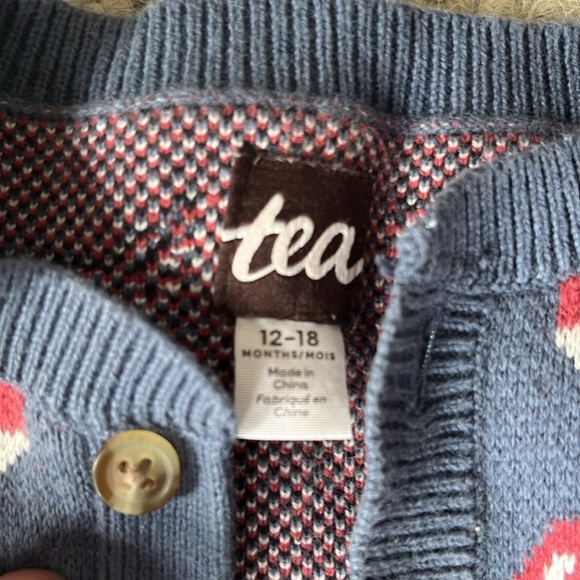 tea
12-18
MONTHS/MOIS
Made in
China
Fabriqué en
Chine